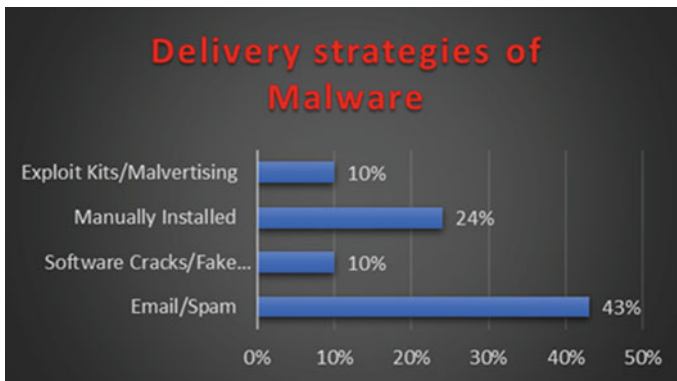 Delivery strategies of
Malware
Exploit Kits/Malvertising
10%
Manually Installed
24%
Software Cracks/Fake...
10%
Email/Spam
43%
0% 10% 20% 30% 40% 50%